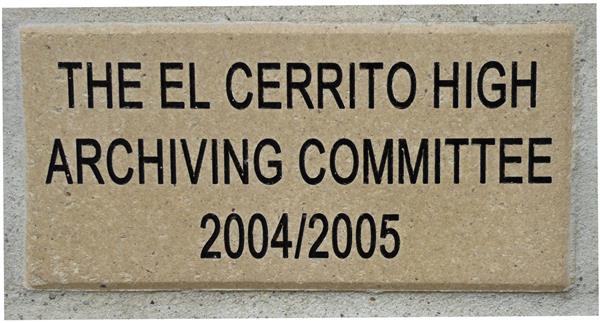 THE EL CERRITO HIGH
ARCHIVING COMMITTEE
2004/2005